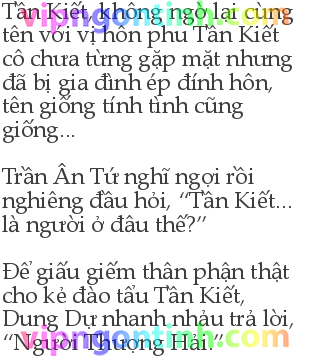 Tần Kiết, không ngờ lại cùng
tên với vị hôn phu Tần Kiết
cô chưa từng gặp mặt nhưng
đã bị gia đình ép đính hôn,
tên giống tính tình cũng
giống...
Trần Ân Tứ nghĩ ngợi rồi
nghiêng đầu hỏi, “Tần Kiết...
là người ở đâu thế?”
Để giấu giếm thân phận thật
cho kẻ đào tẩu Tần Kiết,
Dung Dự nhanh nhảu trả lời,
“Người Thượng Hải.”
vipngontinh.com
vipngontinh.com